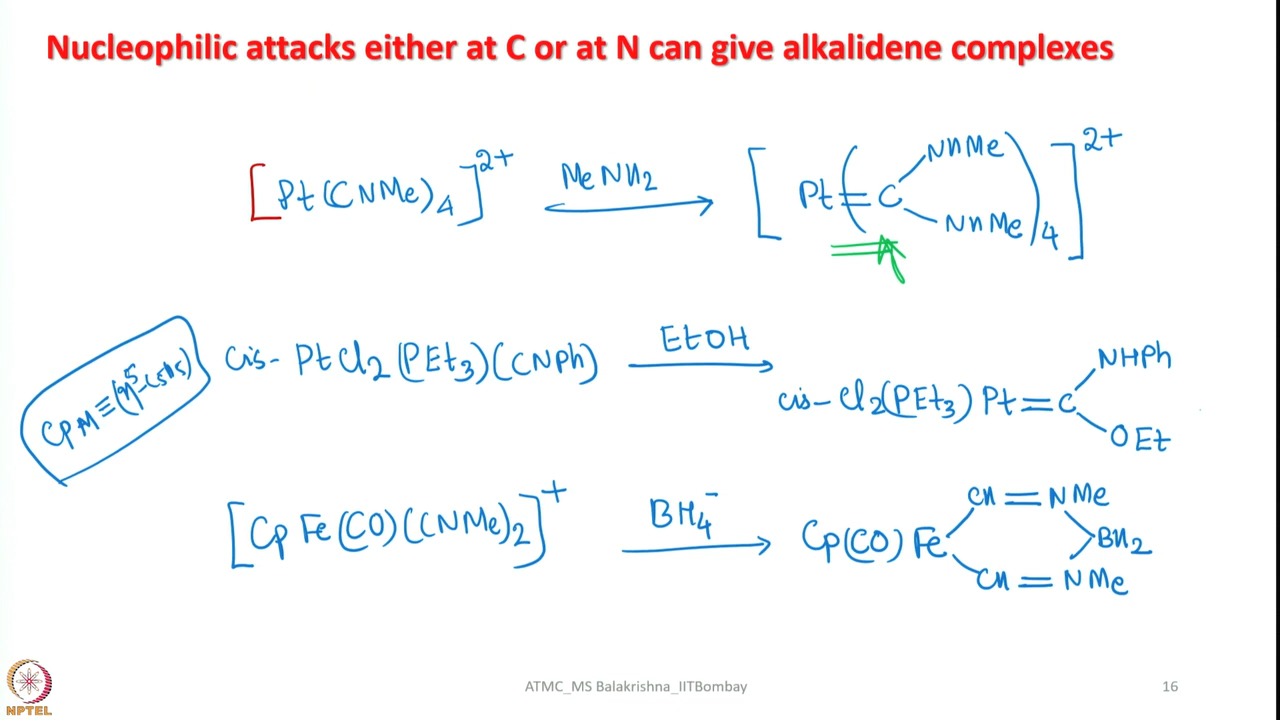 Nucleophilic attacks either at C or at N can give alkalidene complexes
[Pt(CNMe)4]2+ MeNH2 [Pt(=C NHMe NHMe)4]2+
cis- PtCl2(PEt3)(CNPh) EtOH cis-Cl2(PEt3)Pt=C NHPh OEt
CpM≡(η5-C5H5)
[CpFe(CO)(CNMe)2]+ BH4- Cp(CO)Fe CH=NMe CH=NMe BH2
ATMC_MS Balakrishna_IITBombay 16
NPTEL